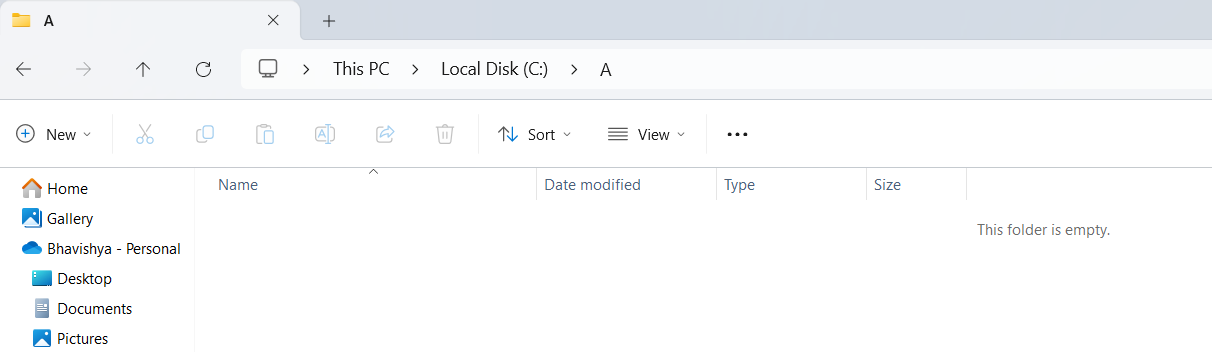 A
This PC Local Disk (C:) A
New Sort View
Name Date modified Type Size
This folder is empty.
Home
Gallery
Bhavishya - Personal
Desktop
Documents
Pictures